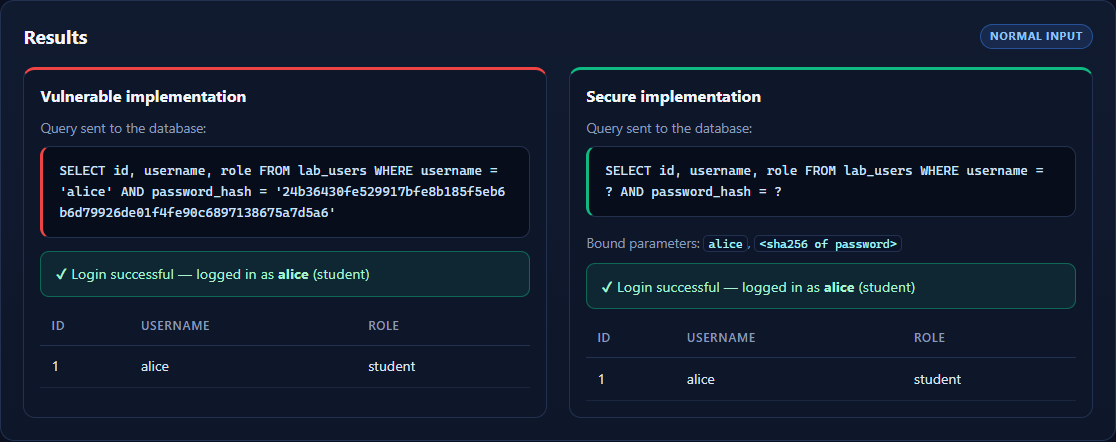 Results
NORMAL INPUT
Vulnerable implementation
Query sent to the database:
SELECT id, username, role FROM lab_users WHERE username =
'alice' AND password_hash = '24b36430fe529917bfe8b185f5eb6
b6d79926de01f4fe90c6897138675a7d5a6'
✓ Login successful — logged in as alice (student)
ID USERNAME ROLE
1 alice student
Secure implementation
Query sent to the database:
SELECT id, username, role FROM lab_users WHERE username =
? AND password_hash = ?
Bound parameters: alice, <sha256 of password>
✓ Login successful — logged in as alice (student)
ID USERNAME ROLE
1 alice student